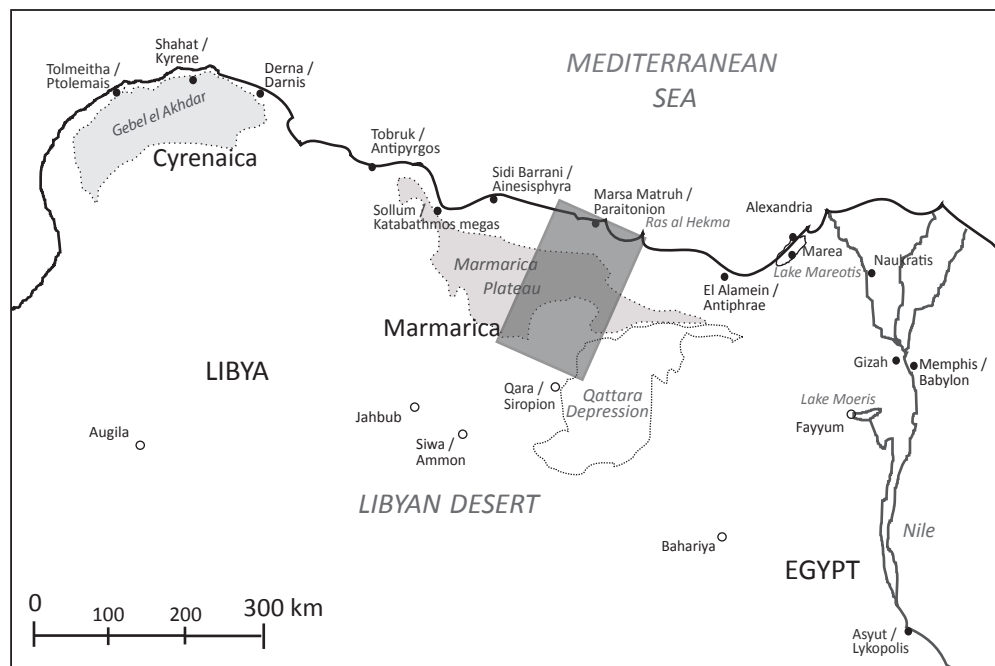 Shahat /
Kyrene
Tolmeitha /
Ptolemais
Derna /
Darnis
Gebel el Akhdar
Cyrenaica
MEDITERRANEAN
SEA
Tobruk /
Antipyrgos
Sidi Barrani /
Ainesisphyra
Marsa Matruh /
Paraitonion
Ras al Hekma
Sollum /
Katabathmos megas
Alexandria
Marea
Lake Mareotis
Naukratis
Marmarica
Plateau
El Alamein /
Antiphrae
Marmarica
LIBYA
Gizah
Memphis /
Babylon
Qara /
Siropion
Qattara
Depression
Lake Moeris
Fayyum
Jahbub
Augila
Siwa /
Ammon
LIBYAN DESERT
Nile
Bahariya
EGYPT
0
100
200
300 km
Asyut /
Lykopolis